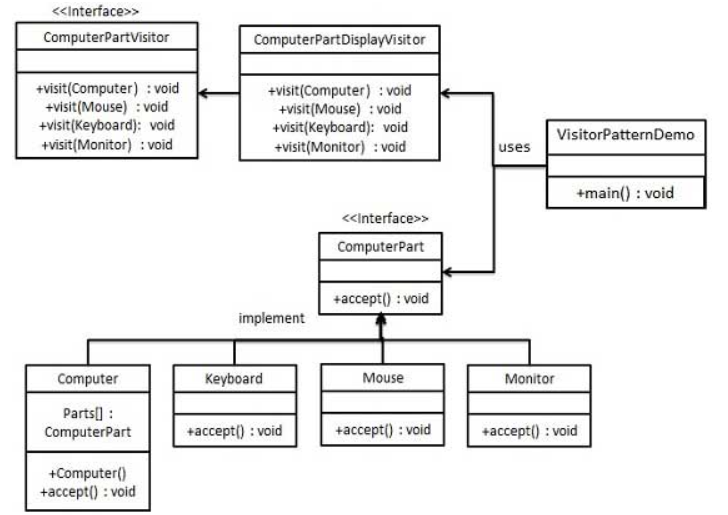 <<Interface>>
ComputerPartVisitor
+visit(Computer) : void
+visit(Mouse) : void
+visit(Keyboard): void
+visit(Monitor) : void
ComputerPartDisplayVisitor
+visit(Computer) : void
+visit(Mouse) : void
+visit(Keyboard): void
+visit(Monitor) : void
uses
VisitorPatternDemo
+main() : void
<<Interface>>
ComputerPart
+accept() : void
implement
Computer
Parts[] :
ComputerPart
+Computer()
+accept() : void
Keyboard
+accept() : void
Mouse
+accept() : void
Monitor
+accept() : void